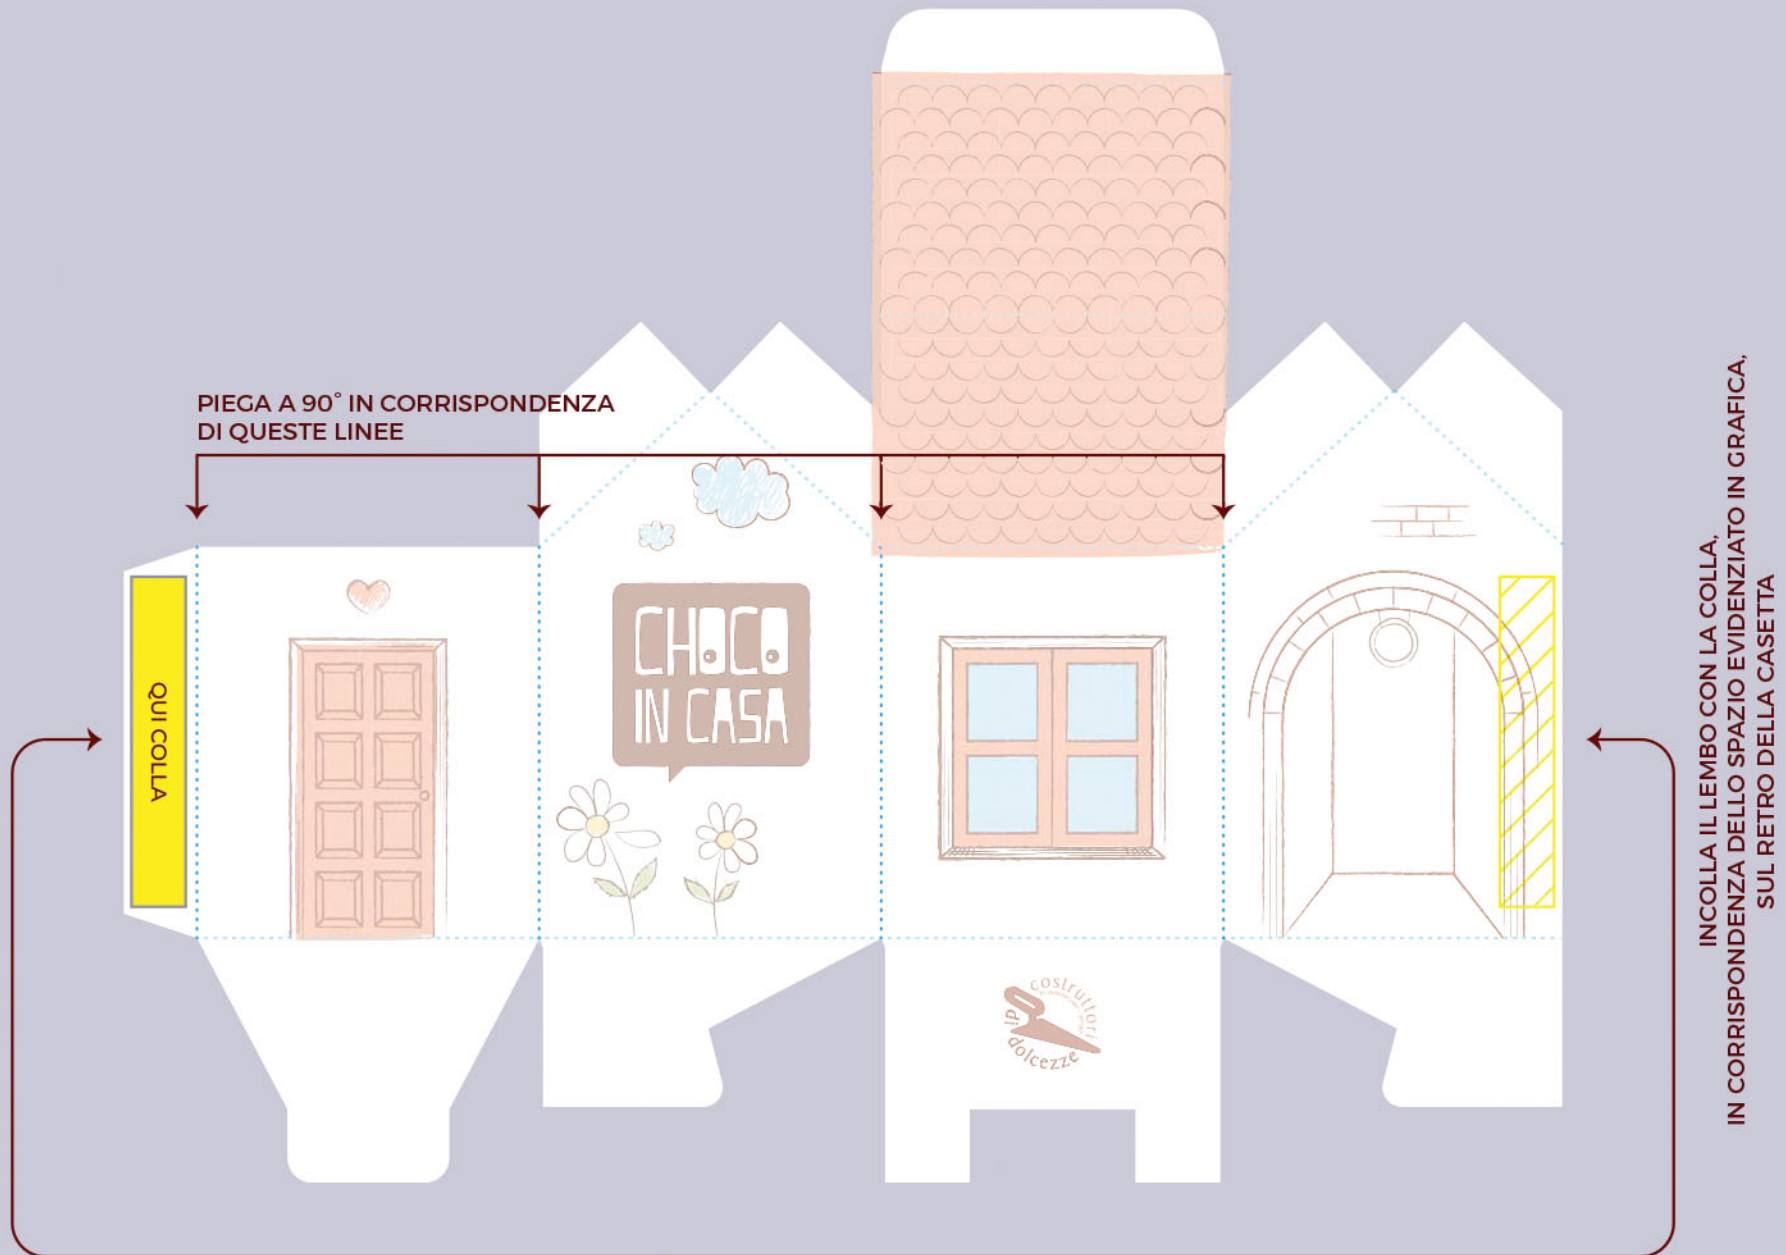 PIEGA A 90° IN CORRISPONDENZA
DI QUESTE LINEE
QUI COLLA
CHOCO
IN CASA
costruttori
di
dolcezze
INCOLLA IL LEMBO CON LA COLLA,
IN CORRISPONDENZA DELLO SPAZIO EVIDENZIATO IN GRAFICA,
SUL RETRO DELLA CASETTA